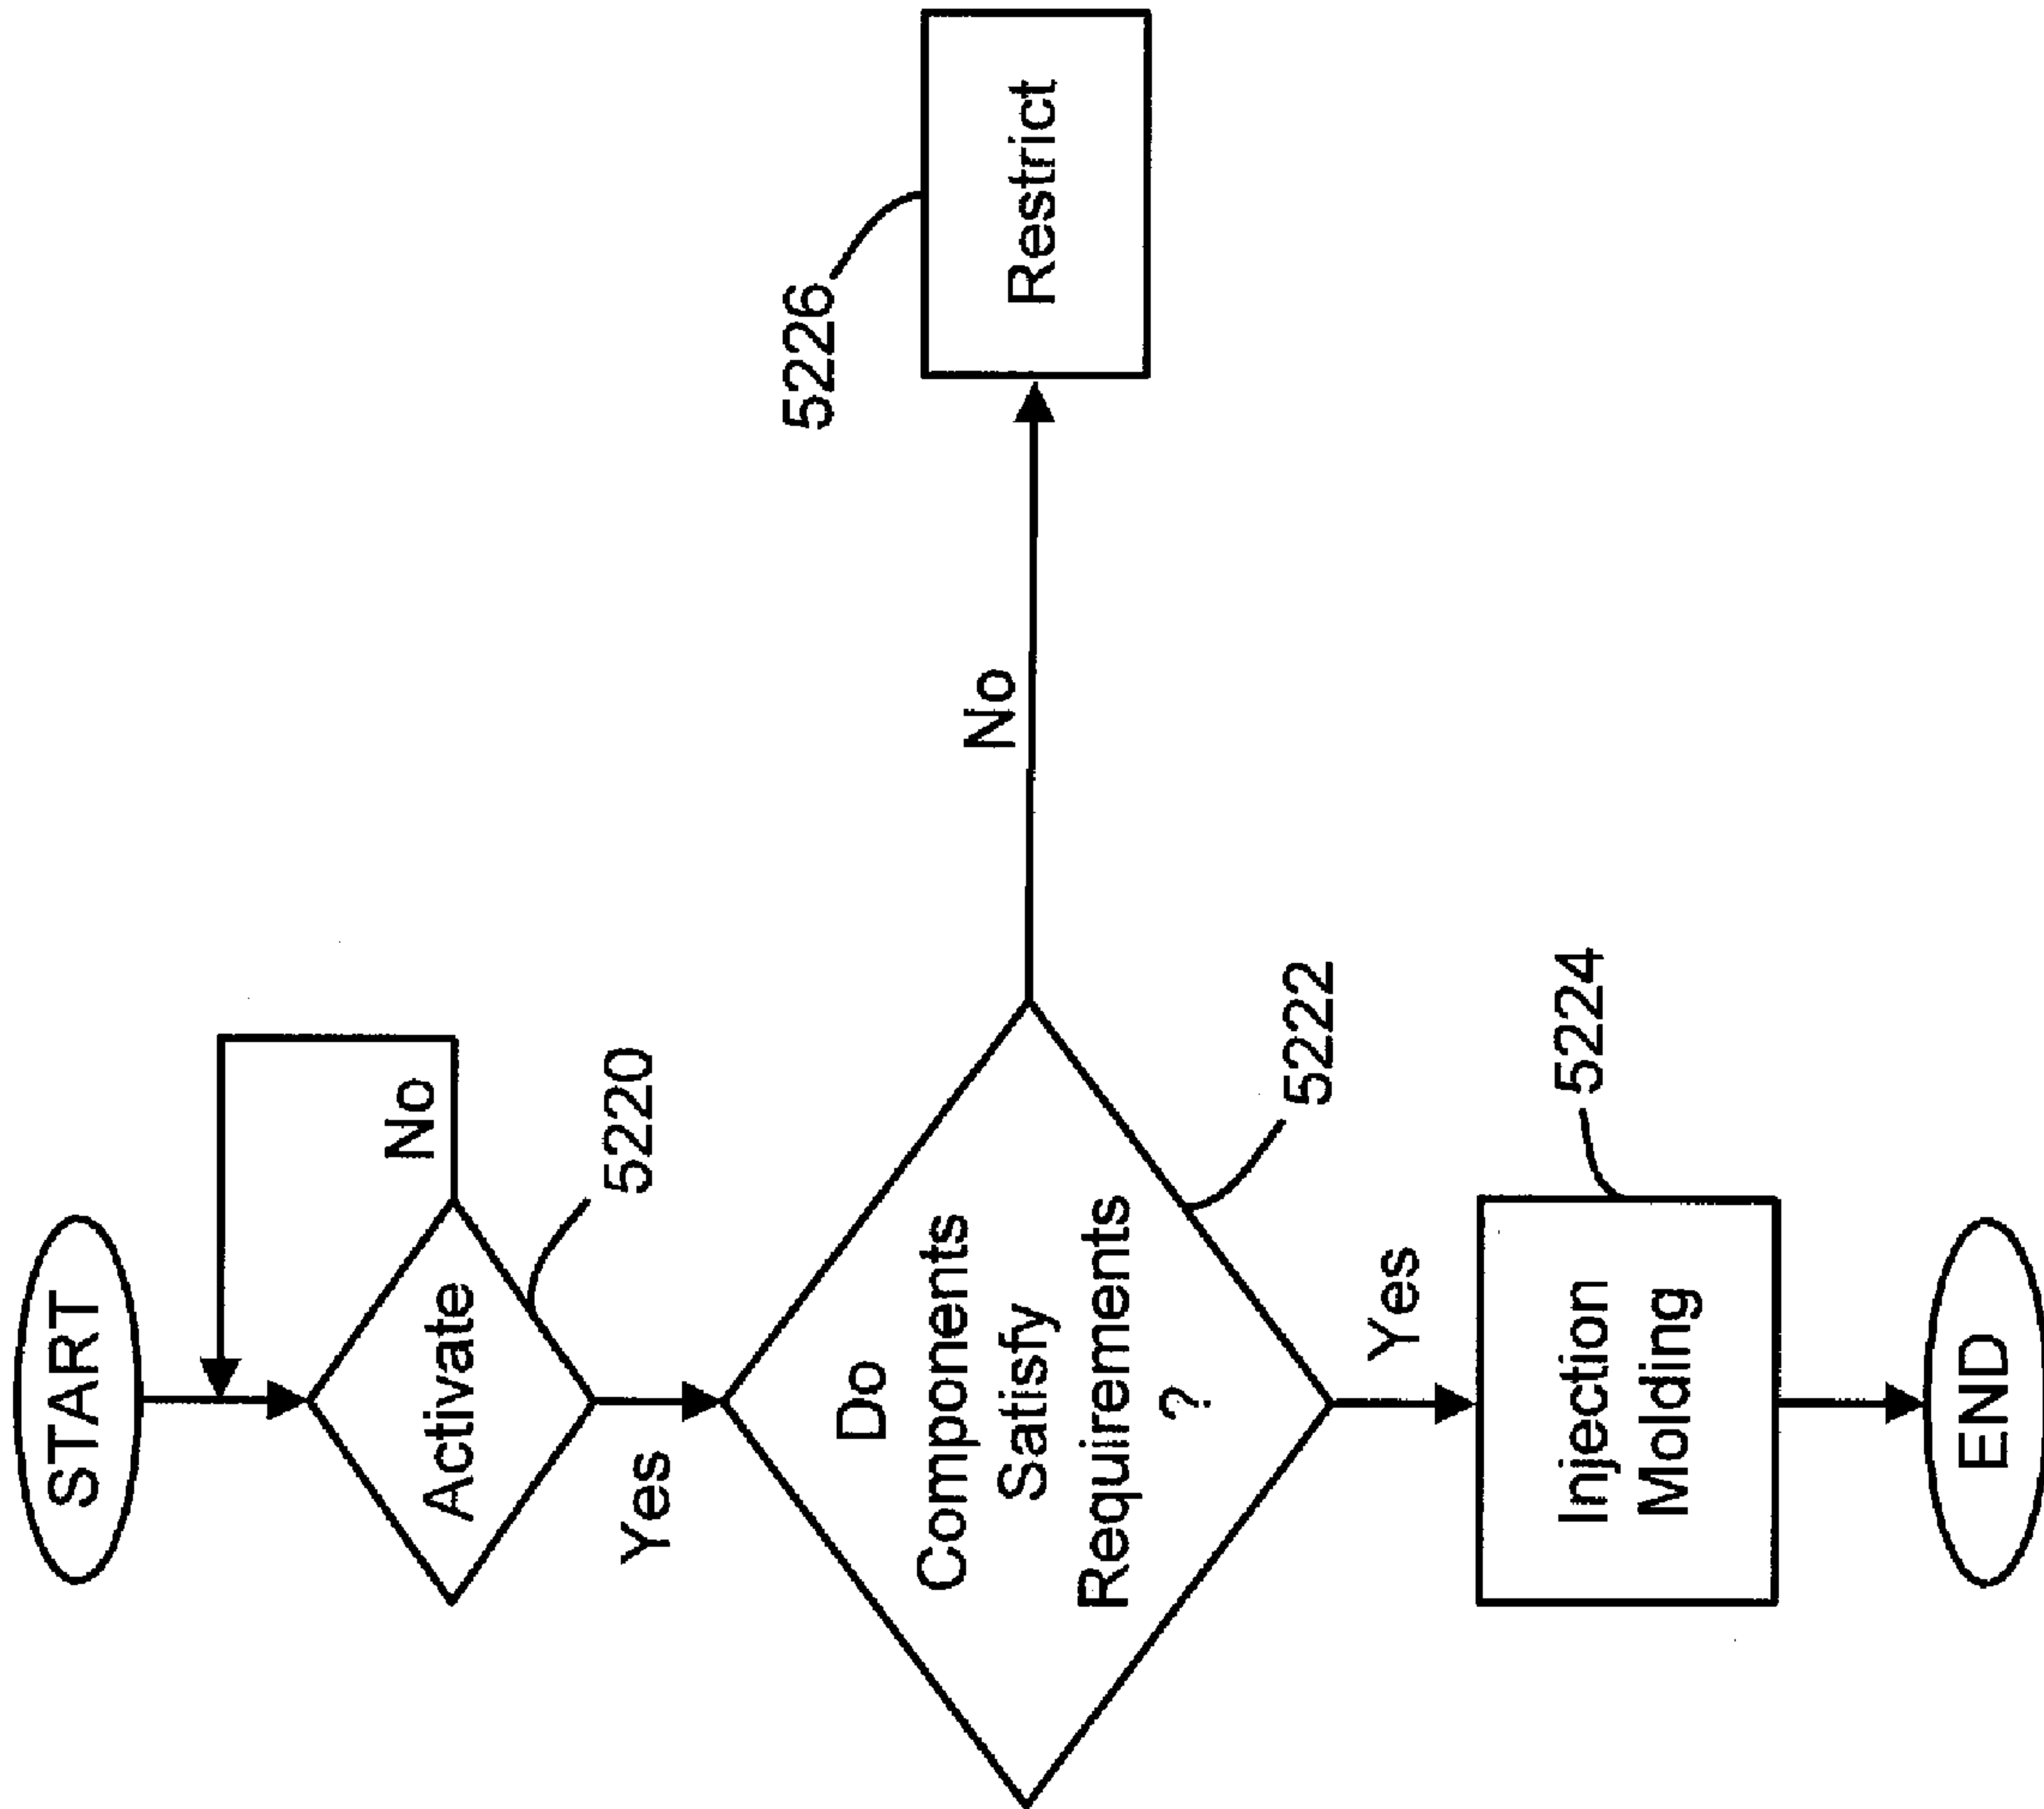 START
Activate
No
5220
Yes
Do
Components
Satisfy
Requirements
?
5222
No
5226
Restrict
Yes
Injection
Molding
5224
END